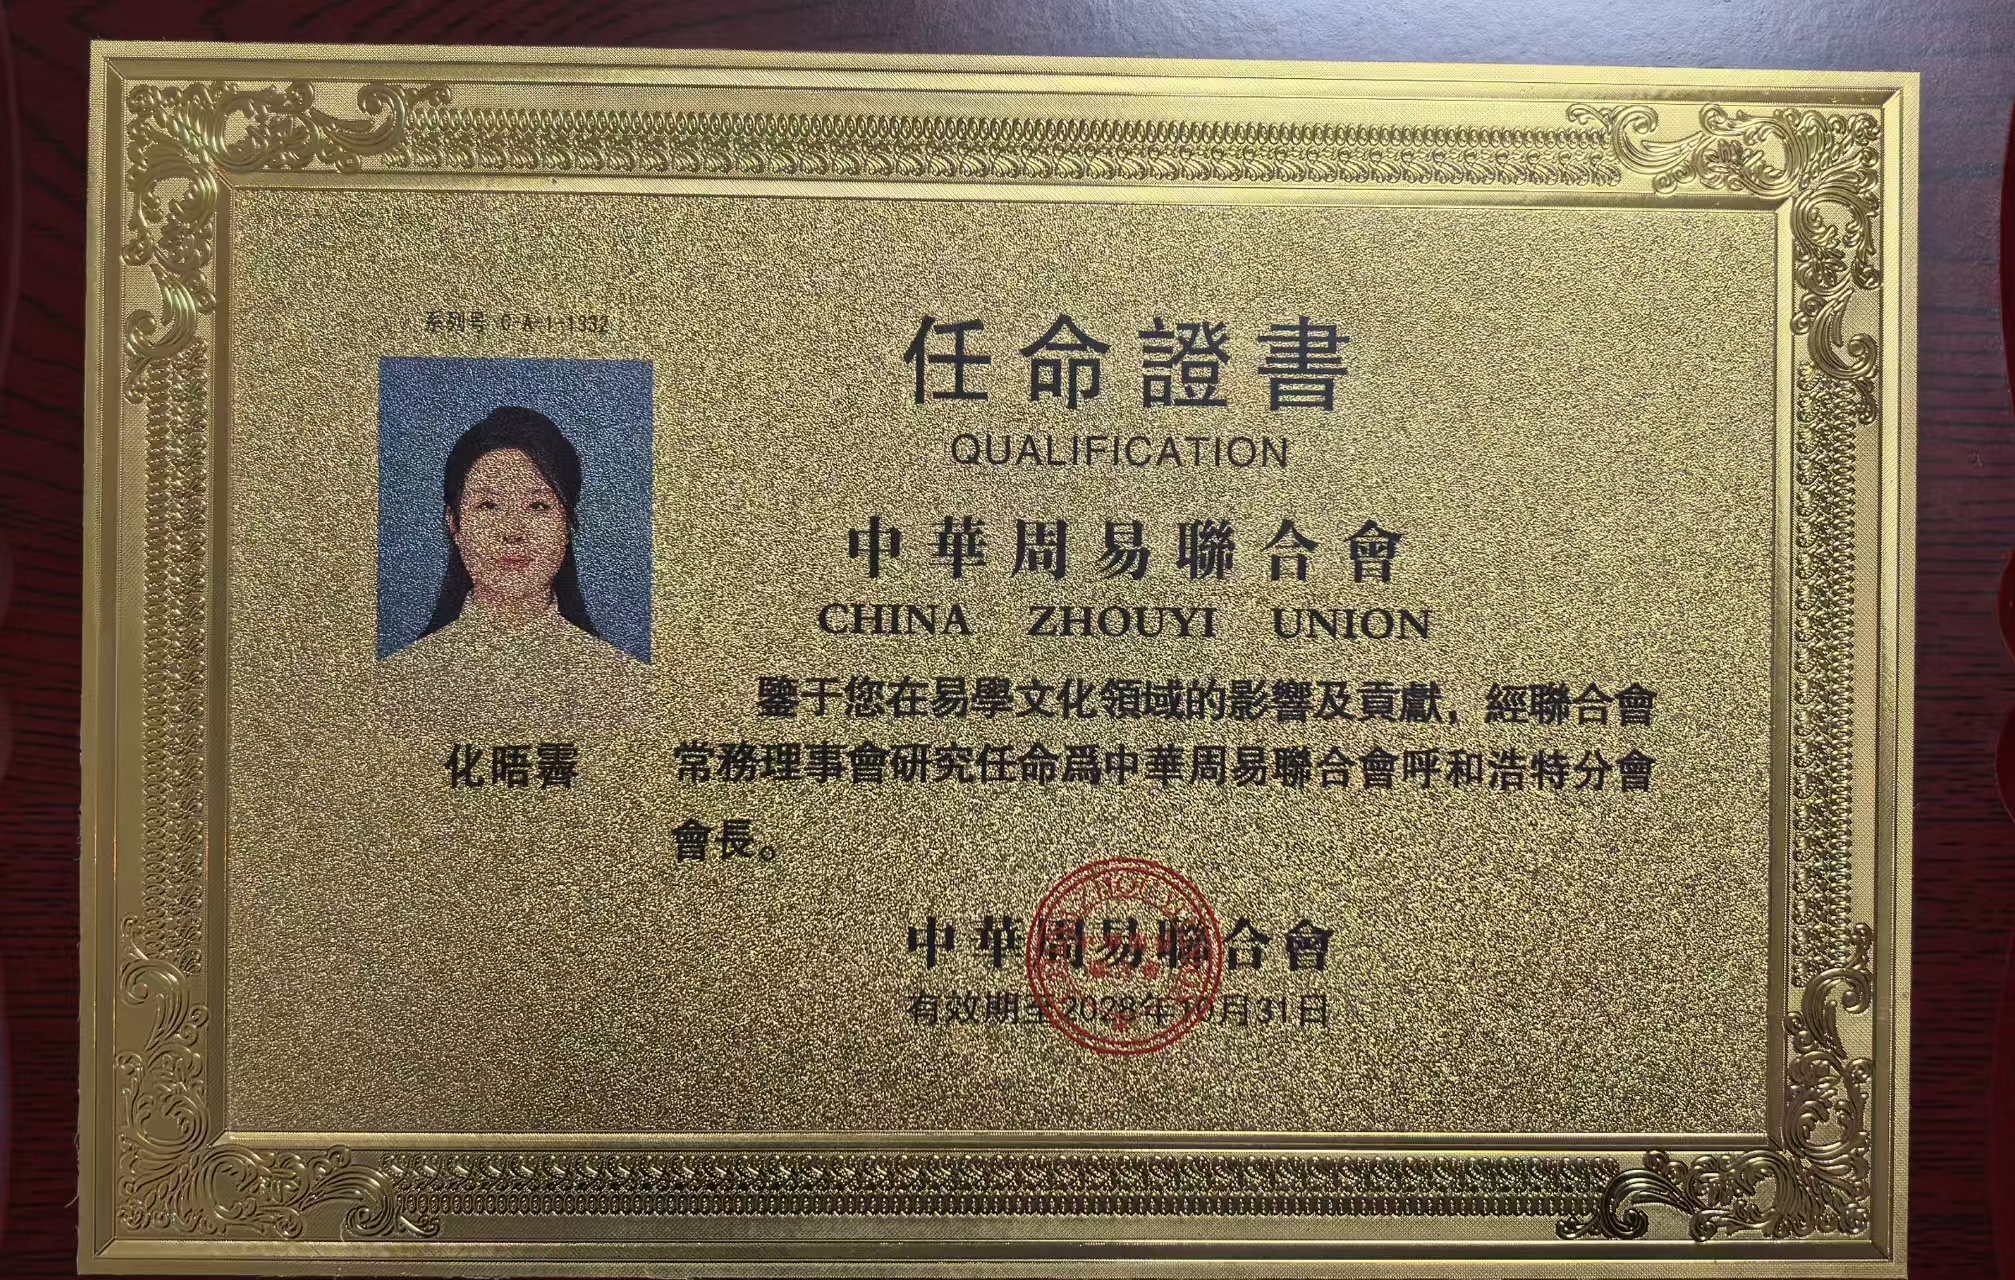 系列号:C-A-1-1332
任命證書
QUALIFICATION
中華周易聯合會
CHINA ZHOUYI UNION
鑒于您在易學文化領域的影響及貢獻，經聯合會
常務理事會研究任命爲中華周易聯合會呼和浩特分會
會長。
化晤霽
中華周易聯合會
有效期至2028年10月31日